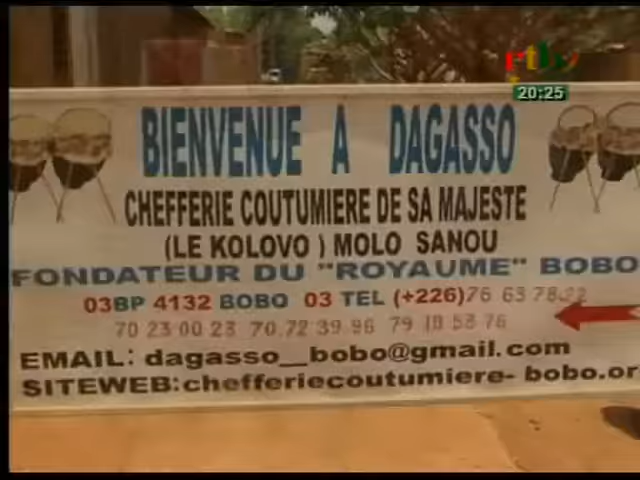 rtb
20:25
BIENVENUE A DAGASSO
CHEFFERIE COUTUMIERE DE SA MAJESTE
(LE KOLOVO ) MOLO SANOU
FONDATEUR DU "ROYAUME" BOBO
03BP 4132 BOBO 03 TEL (+226)76 63 78
70 23 00 23 70 72 39 96 79 18 53 76
EMAIL: dagasso__bobo@gmail.com
SITEWEB:chefferiecoutumiere- bobo.or